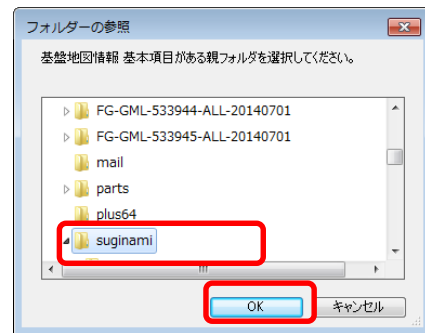 フォルダーの参照
基盤地図情報 基本項目がある親フォルダを選択してください。
FG-GML-533944-ALL-20140701
FG-GML-533945-ALL-20140701
mail
parts
plus64
suginami
OK
キャンセル